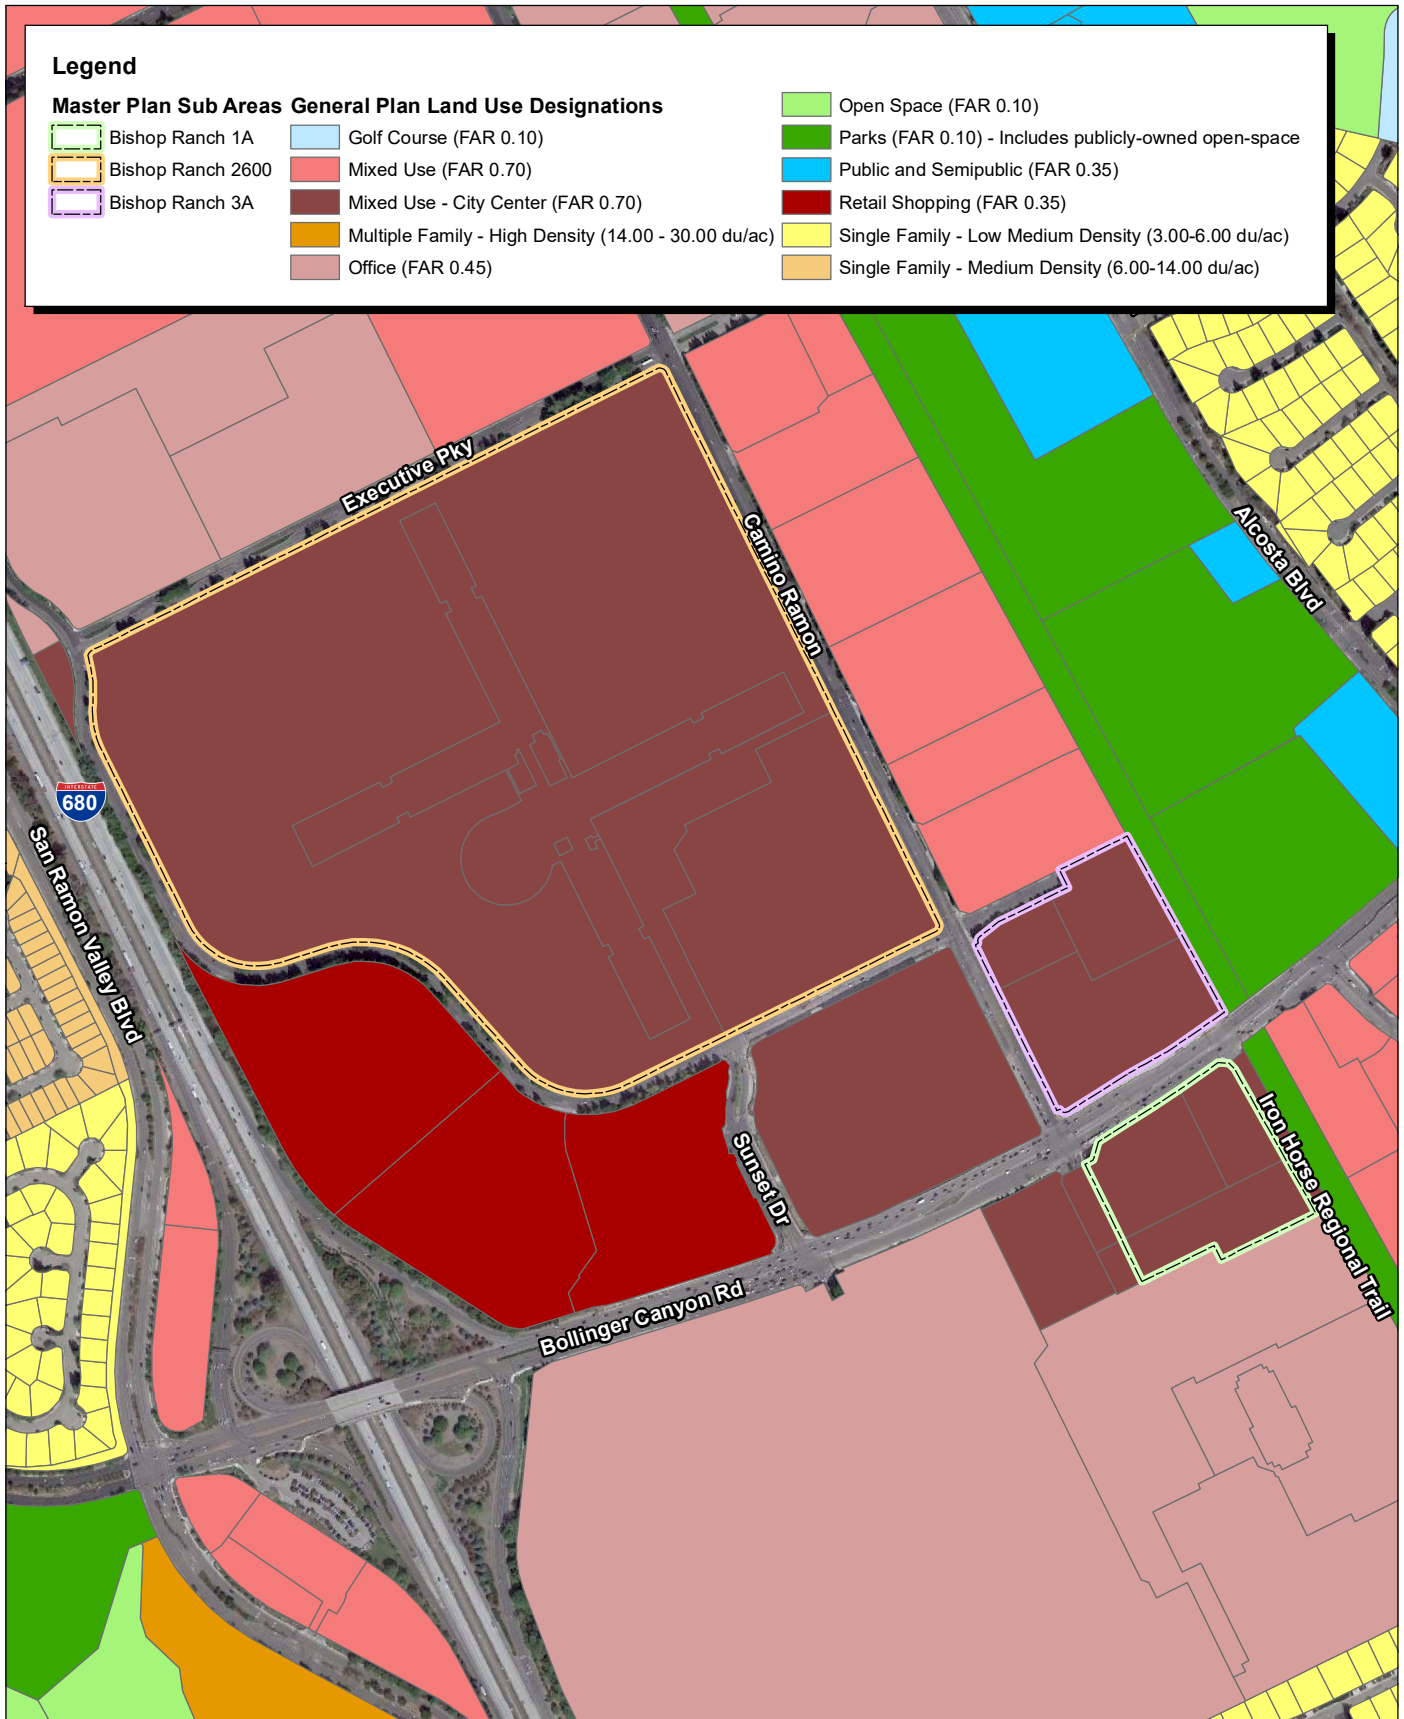 Legend
Master Plan Sub Areas
Bishop Ranch 1A
Bishop Ranch 2600
Bishop Ranch 3A
General Plan Land Use Designations
Golf Course (FAR 0.10)
Mixed Use (FAR 0.70)
Mixed Use - City Center (FAR 0.70)
Multiple Family - High Density (14.00 - 30.00 du/ac)
Office (FAR 0.45)
Open Space (FAR 0.10)
Parks (FAR 0.10) - Includes publicly-owned open-space
Public and Semipublic (FAR 0.35)
Retail Shopping (FAR 0.35)
Single Family - Low Medium Density (3.00-6.00 du/ac)
Single Family - Medium Density (6.00-14.00 du/ac)
Executive Pky
Camino Ramon
Alcosta Blvd
INTERSTATE
680
San Ramon Valley Blvd
Sunset Dr
Iron Horse Regional Trail
Bollinger Canyon Rd